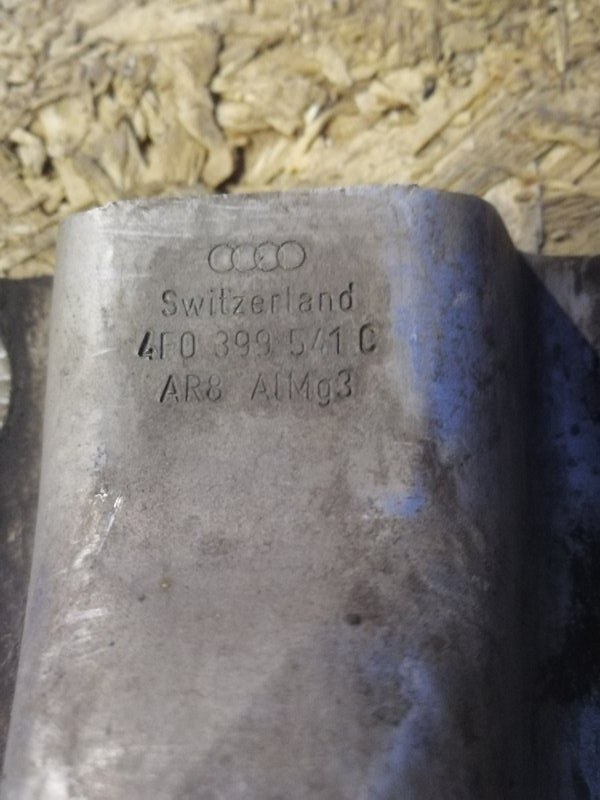 Switzerland
4F0 399 541 C
AR8 AlMg3